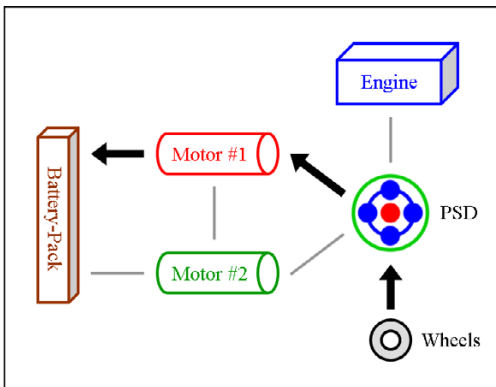 Engine
Motor #1
Battery-Pack
PSD
Motor #2
Wheels